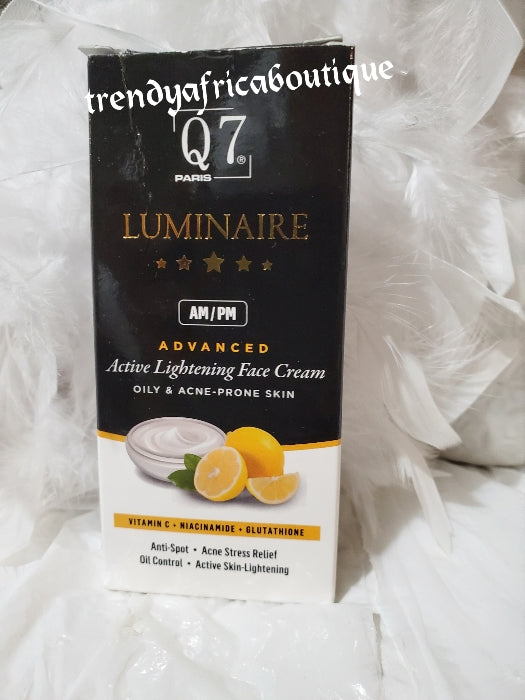 trendyafricaboutique
Q7®
PARIS
LUMINAIRE
AM/PM
ADVANCED
Active Lightening Face Cream
OILY & ACNE-PRONE SKIN
VITAMIN C + NIACINAMIDE + GLUTATHIONE
Anti-Spot • Acne Stress Relief
Oil Control • Active Skin-Lightening